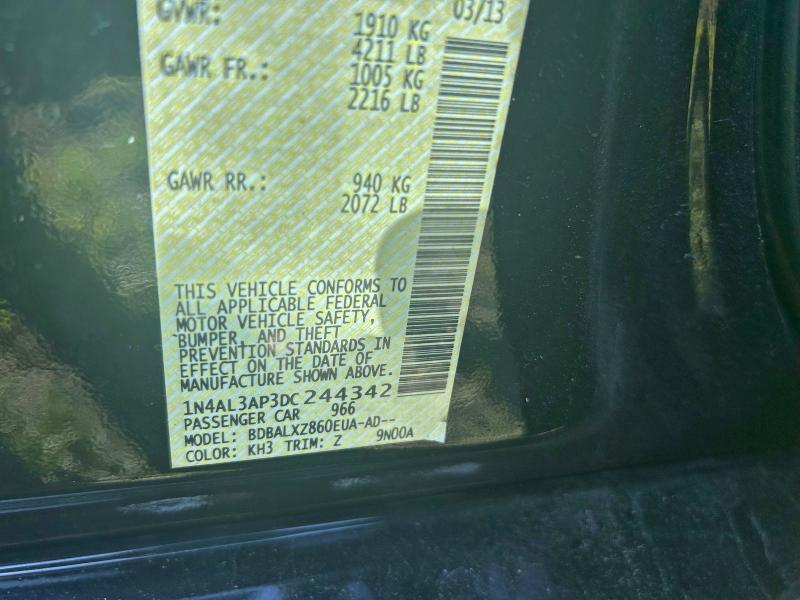 GVWR:
03/13
1910 KG
4211 LB
GAWR FR.: 1005 KG
2216 LB
GAWR RR.: 940 KG
2072 LB
THIS VEHICLE CONFORMS TO
ALL APPLICABLE FEDERAL
MOTOR VEHICLE SAFETY,
BUMPER, AND THEFT
PREVENTION STANDARDS IN
EFFECT ON THE DATE OF
MANUFACTURE SHOWN ABOVE.
1N4AL3AP3DC244342
PASSENGER CAR 966
MODEL: BDBALXZ860EUA-AD--
COLOR: KH3 TRIM: Z 9N00A